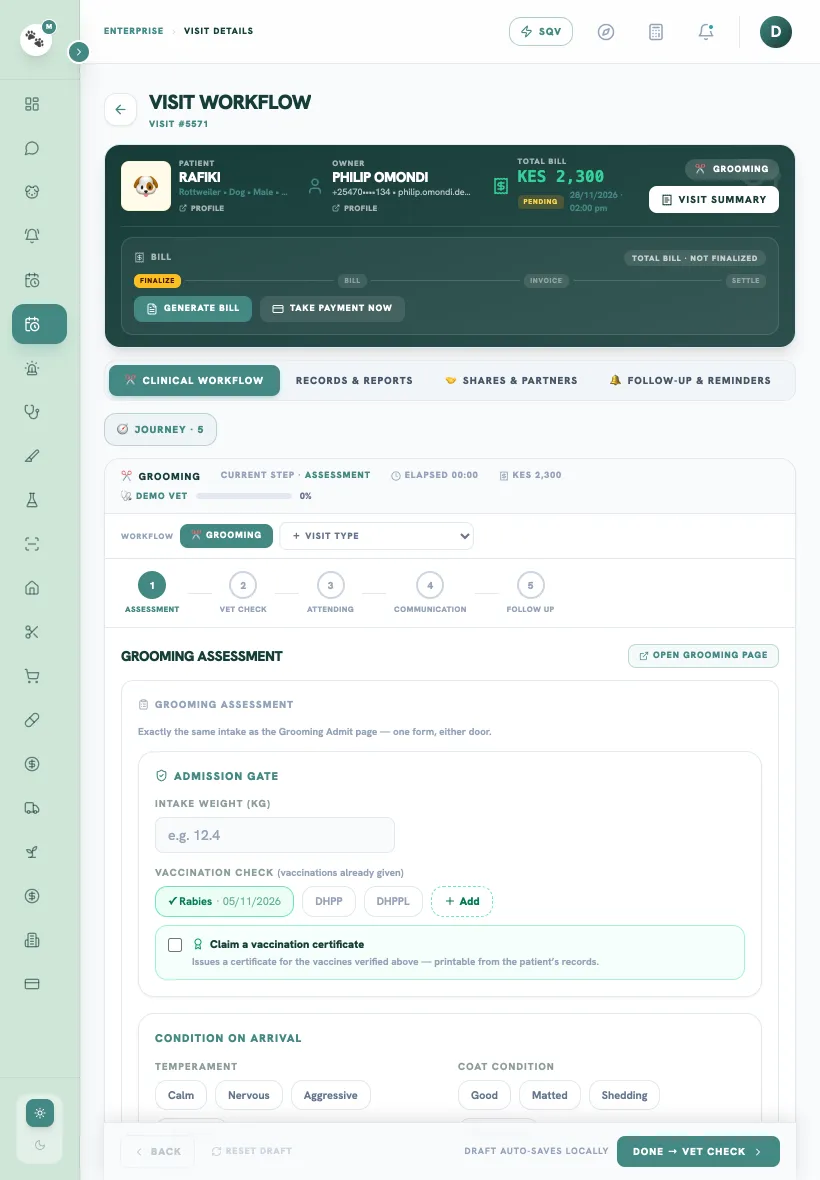 M
ENTERPRISE › VISIT DETAILS
SQV
D
VISIT WORKFLOW
VISIT #5571
PATIENT
RAFIKI
Rottweiler • Dog • Male • ...
PROFILE
OWNER
PHILIP OMONDI
+25470••••134 • philip.omondi.de...
PROFILE
TOTAL BILL
KES 2,300
PENDING
28/11/2026 · 02:00 pm
GROOMING
VISIT SUMMARY
BILL
TOTAL BILL · NOT FINALIZED
FINALIZE
BILL
INVOICE
SETTLE
GENERATE BILL
TAKE PAYMENT NOW
CLINICAL WORKFLOW
RECORDS & REPORTS
SHARES & PARTNERS
FOLLOW-UP & REMINDERS
JOURNEY · 5
GROOMING
CURRENT STEP · ASSESSMENT
ELAPSED 00:00
KES 2,300
DEMO VET
0%
WORKFLOW
GROOMING
+ VISIT TYPE
1 ASSESSMENT
2 VET CHECK
3 ATTENDING
4 COMMUNICATION
5 FOLLOW UP
GROOMING ASSESSMENT
OPEN GROOMING PAGE
GROOMING ASSESSMENT
Exactly the same intake as the Grooming Admit page — one form, either door.
ADMISSION GATE
INTAKE WEIGHT (KG)
e.g. 12.4
VACCINATION CHECK (vaccinations already given)
✓ Rabies · 05/11/2026
DHPP
DHPPL
+ Add
Claim a vaccination certificate
Issues a certificate for the vaccines verified above — printable from the patient's records.
CONDITION ON ARRIVAL
TEMPERAMENT
Calm
Nervous
Aggressive
COAT CONDITION
Good
Matted
Shedding
BACK
RESET DRAFT
DRAFT AUTO-SAVES LOCALLY
DONE → VET CHECK